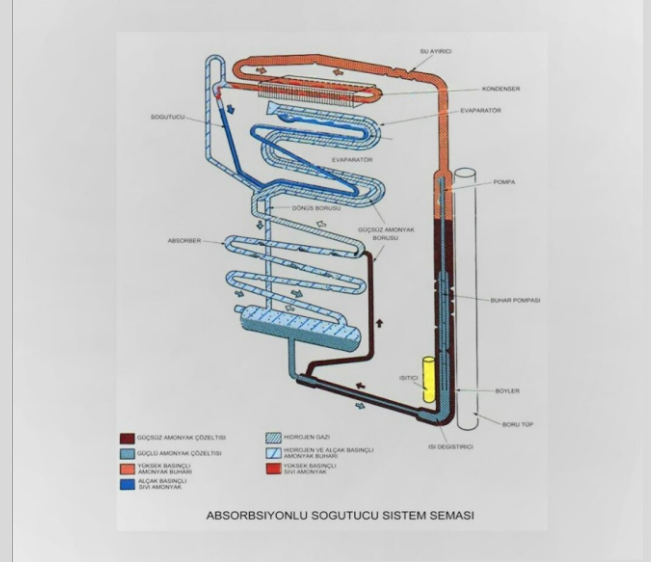 SU AYIRICI
KONDENSER
EVAPARATÖR
SOGUTUCU
EVAPARATÖR
POMPA
DÖNÜS BORUSU
GÜÇSÜZ AMONYAK
BORUSU
ABSORBER
BUHAR POMPASI
ISITICI
BOYLER
BORU TÜP
ISI DEGISTIRICI
GÜÇSÜZ AMONYAK ÇÖZELTISI
GÜÇLÜ AMONYAK ÇÖZELTISI
YÜKSEK BASINÇLI
AMONYAK BUHARI
ALÇAK BASINÇLI
SIVI AMONYAK
HIDROJEN GAZI
HIDROJEN VE ALÇAK BASINÇLI
AMONYAK BUHARI
YÜKSEK BASINÇLI
SIVI AMONYAK
ABSORBSIYONLU SOGUTUCU SISTEM SEMASI